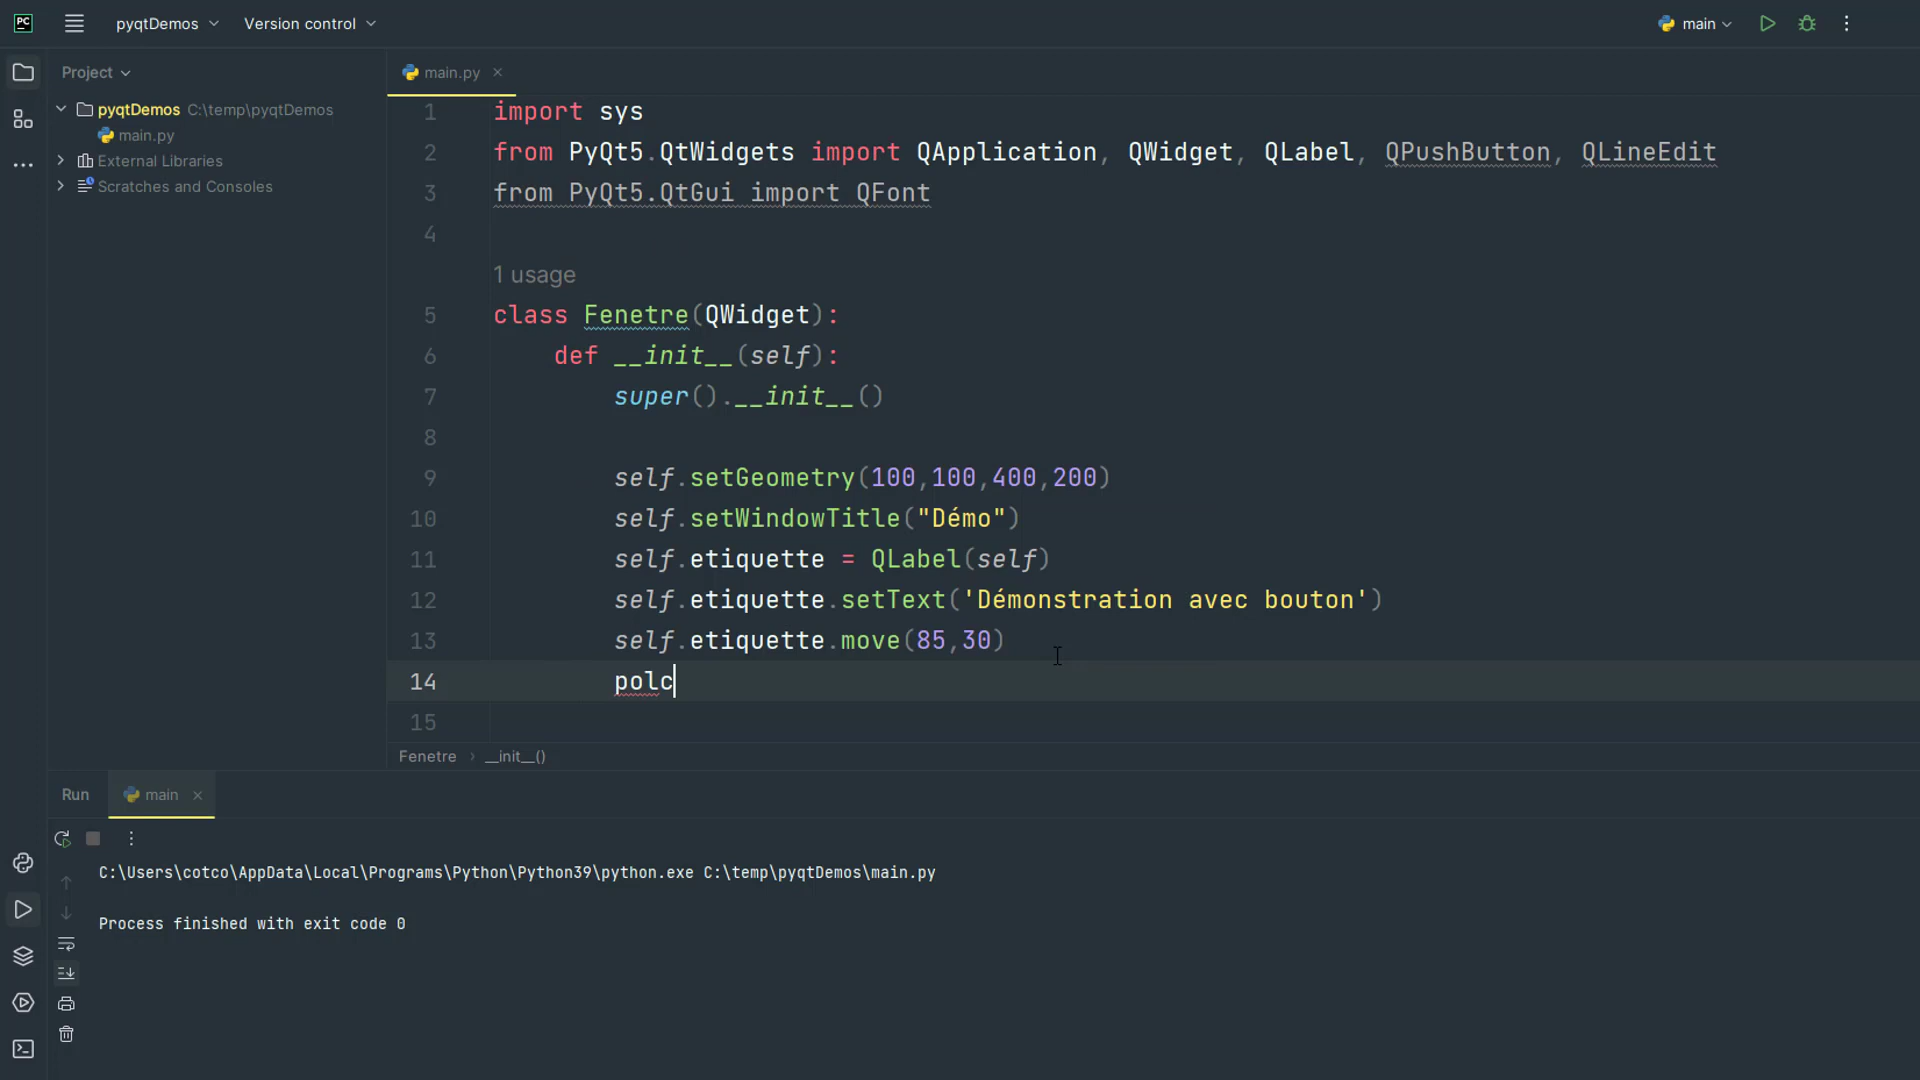 PC pyqtDemos Version control main
Project main.py
pyqtDemos C:\temp\pyqtDemos
main.py
External Libraries
Scratches and Consoles
1 import sys
2 from PyQt5.QtWidgets import QApplication, QWidget, QLabel, QPushButton, QLineEdit
3 from PyQt5.QtGui import QFont
4
1 usage
5 class Fenetre(QWidget):
6 def __init__(self):
7 super().__init__()
8
9 self.setGeometry(100,100,400,200)
10 self.setWindowTitle("Démo")
11 self.etiquette = QLabel(self)
12 self.etiquette.setText('Démonstration avec bouton')
13 self.etiquette.move(85,30)
14 polc
15
Fenetre › __init__()
Run main
C:\Users\cotco\AppData\Local\Programs\Python\Python39\python.exe C:\temp\pyqtDemos\main.py
Process finished with exit code 0